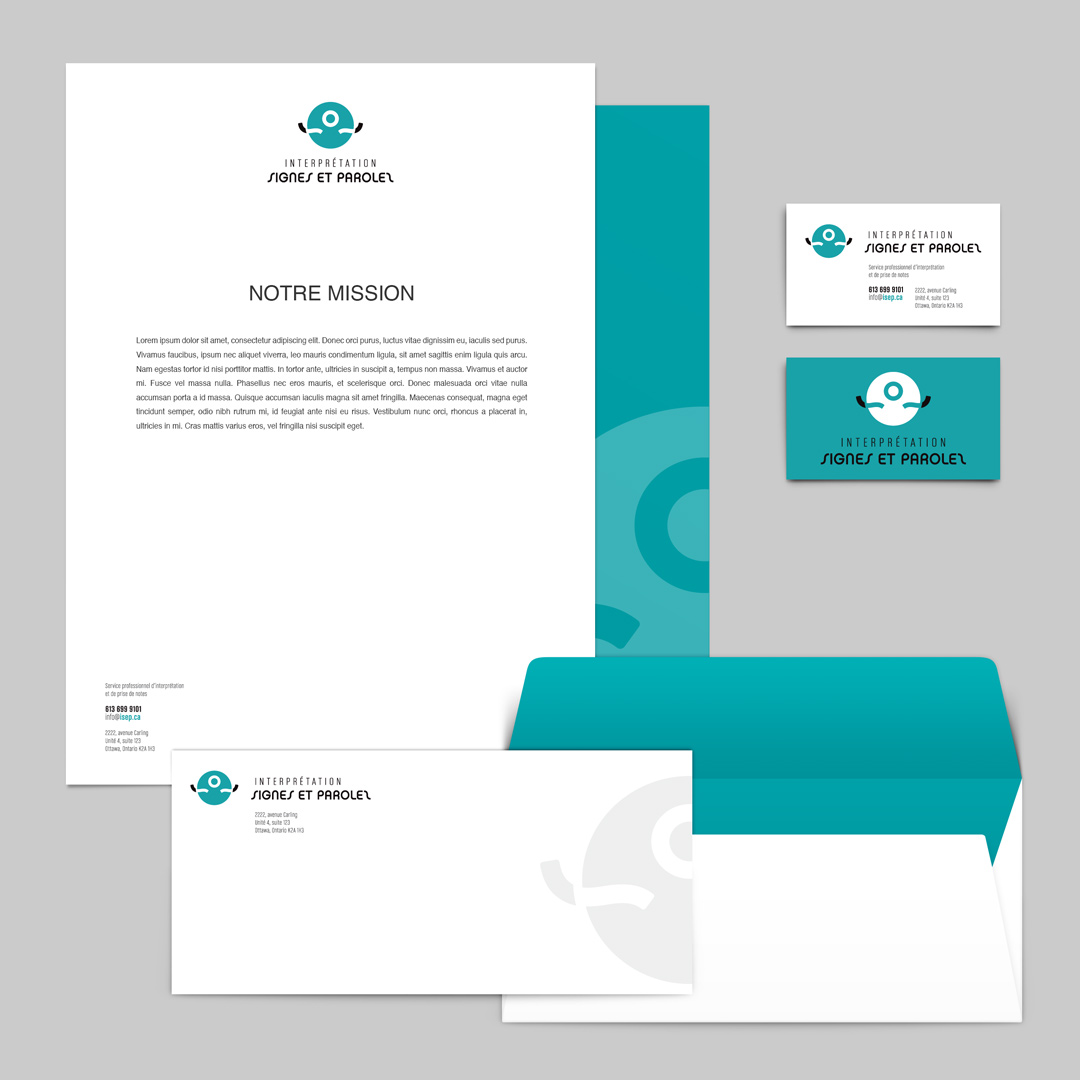 INTERPRÉTATION
SIGNES ET PAROLES
NOTRE MISSION
Lorem ipsum dolor sit amet, consectetur adipiscing elit. Donec orci purus, luctus vitae dignissim eu, iaculis sed purus.
Vivamus faucibus, ipsum nec aliquet viverra, leo mauris condimentum ligula, sit amet sagittis enim ligula quis arcu.
Nam egestas tortor id nisi porttitor mattis. In tortor ante, ultricies in suscipit a, tempus non massa. Vivamus et auctor
mi. Fusce vel massa nulla. Phasellus nec eros mauris, et scelerisque orci. Donec malesuada orci vitae nulla
accumsan porta a id massa. Quisque accumsan iaculis magna sit amet fringilla. Maecenas consequat, magna eget
tincidunt semper, odio nibh rutrum mi, id feugiat ante nisi eu risus. Vestibulum nunc orci, rhoncus a placerat in,
ultricies in mi. Cras mattis varius eros, vel fringilla nisi suscipit eget.
Service professionnel d'interprétation
et de prise de notes
613 699 9101
info@isep.ca
2222, avenue Carling
Unité 4, suite 123
Ottawa, Ontario K2A 1H3
INTERPRÉTATION
SIGNES ET PAROLES
Service professionnel d'interprétation
et de prise de notes
613 699 9101
info@isep.ca
2222, avenue Carling
Unité 4, suite 123
Ottawa, Ontario K2A 1H3
INTERPRÉTATION
SIGNES ET PAROLES
INTERPRÉTATION
SIGNES ET PAROLES
2222, avenue Carling
Unité 4, suite 123
Ottawa, Ontario K2A 1H3